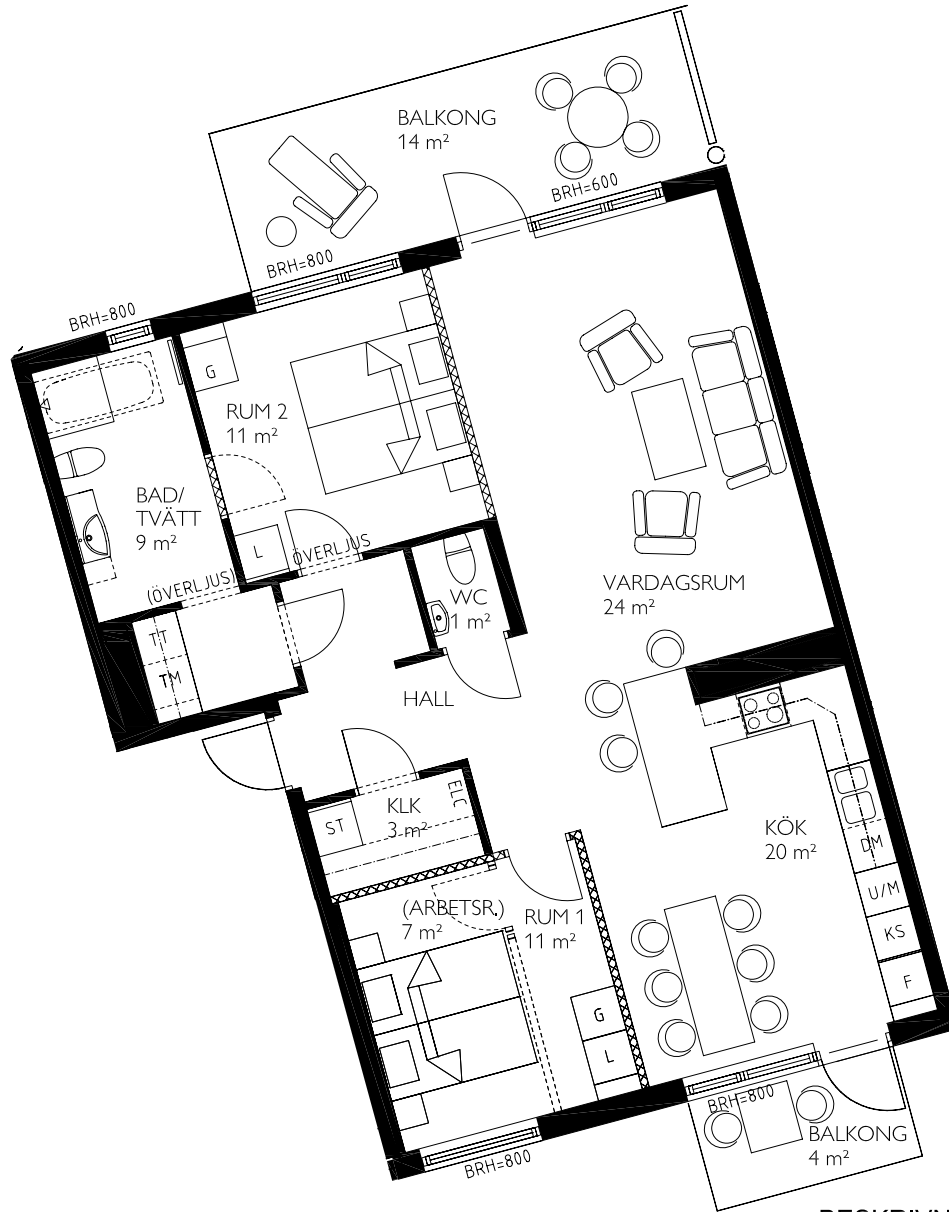 BALKONG
14 m²
BRH=600
BRH=800
BRH=800
G
RUM 2
11 m²
BAD/
TVÄTT
9 m²
L
ÖVERLJUS
(ÖVERLJUS)
WC
1 m²
VARDAGSRUM
24 m²
TT
TM
HALL
KLK
3 m²
ELC
ST
KÖK
20 m²
DM
U/M
KS
F
(ARBETSR.)
7 m²
RUM 1
11 m²
G
L
BRH=800
BRH=800
BALKONG
4 m²